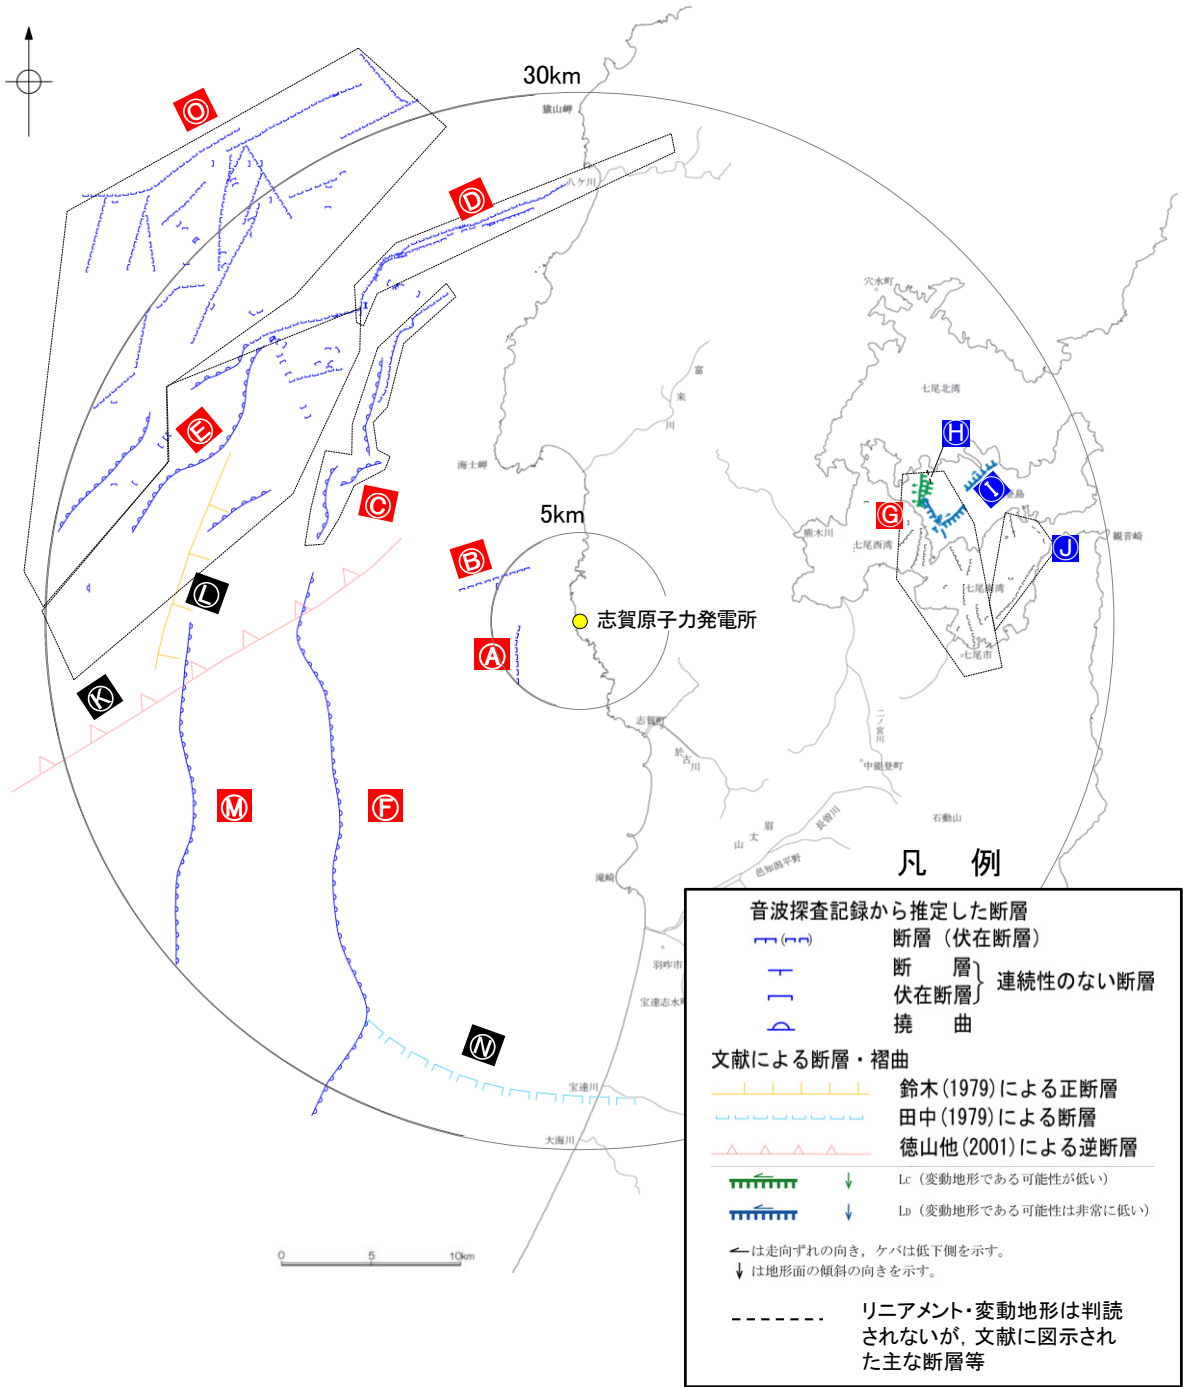 30km
猿山岬
Ⓞ
八ケ川
Ⓓ
穴水町
富
来
川
七尾北湾
Ⓔ
Ⓗ
海士岬
Ⓘ
Ⓒ
Ⓖ
5km
熊木川
観音崎
七尾西湾
Ⓙ
Ⓑ
七尾南湾
Ⓛ
志賀原子力発電所
Ⓐ
七尾市
Ⓚ
志賀町
於
古
川
二
ノ
宮
川
中能登町
Ⓜ
Ⓕ
長曽川
石動山
眉
丈
山
邑知潟平野
滝崎
羽咋市
宝達志水町
Ⓝ
宝達川
大海川
0 5 10km
凡 例
音波探査記録から推定した断層
断層（伏在断層）
断 層
伏在断層
連続性のない断層
撓 曲
文献による断層・褶曲
鈴木(1979)による正断層
田中(1979)による断層
徳山他(2001)による逆断層
LC（変動地形である可能性が低い）
LD（変動地形である可能性は非常に低い）
は走向ずれの向き，ケバは低下側を示す。
は地形面の傾斜の向きを示す。
リニアメント・変動地形は判読
されないが，文献に図示され
た主な断層等